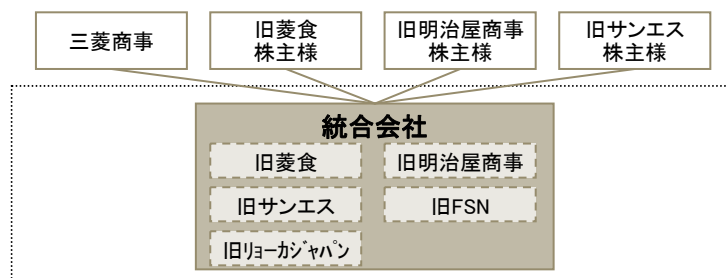 三菱商事
旧菱食
株主様
旧明治屋商事
株主様
旧サンエス
株主様
統合会社
旧菱食
旧明治屋商事
旧サンエス
旧FSN
旧リョーカジャパン